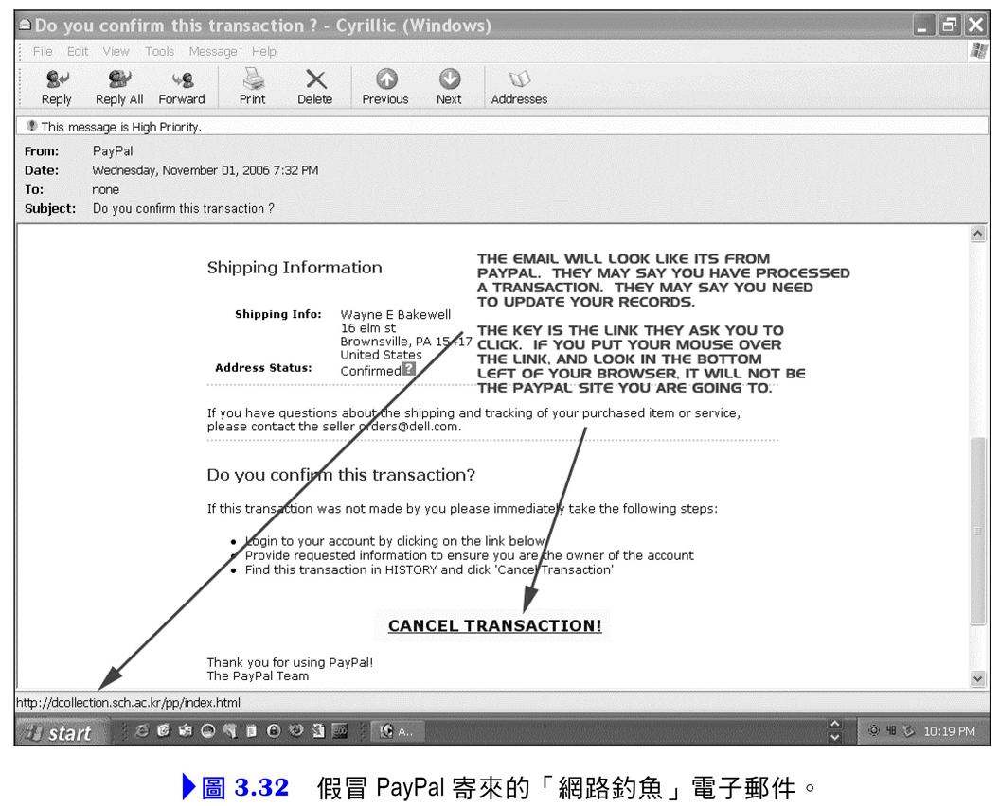 Do you confirm this transaction ? - Cyrillic (Windows)
File Edit View Tools Message Help
Reply Reply All Forward Print Delete Previous Next Addresses
This message is High Priority.
From: PayPal
Date: Wednesday, November 01, 2006 7:32 PM
To: none
Subject: Do you confirm this transaction ?
Shipping Information
Shipping Info: Wayne E Bakewell
16 elm st
Brownsville, PA 15417
United States
Address Status: Confirmed ?
THE EMAIL WILL LOOK LIKE ITS FROM
PAYPAL. THEY MAY SAY YOU HAVE PROCESSED
A TRANSACTION. THEY MAY SAY YOU NEED
TO UPDATE YOUR RECORDS.
THE KEY IS THE LINK THEY ASK YOU TO
CLICK. IF YOU PUT YOUR MOUSE OVER
THE LINK, AND LOOK IN THE BOTTOM
LEFT OF YOUR BROWSER, IT WILL NOT BE
THE PAYPAL SITE YOU ARE GOING TO.
If you have questions about the shipping and tracking of your purchased item or service,
please contact the seller orders@dell.com.
Do you confirm this transaction?
If this transaction was not made by you please immediately take the following steps:
• Login to your account by clicking on the link below
• Provide requested information to ensure you are the owner of the account
• Find this transaction in HISTORY and click 'Cancel Transaction'
CANCEL TRANSACTION!
Thank you for using PayPal!
The PayPal Team
http://dcollection.sch.ac.kr/pp/index.html
start A.. 10:19 PM
圖 3.32 假冒 PayPal 寄來的「網路釣魚」電子郵件。